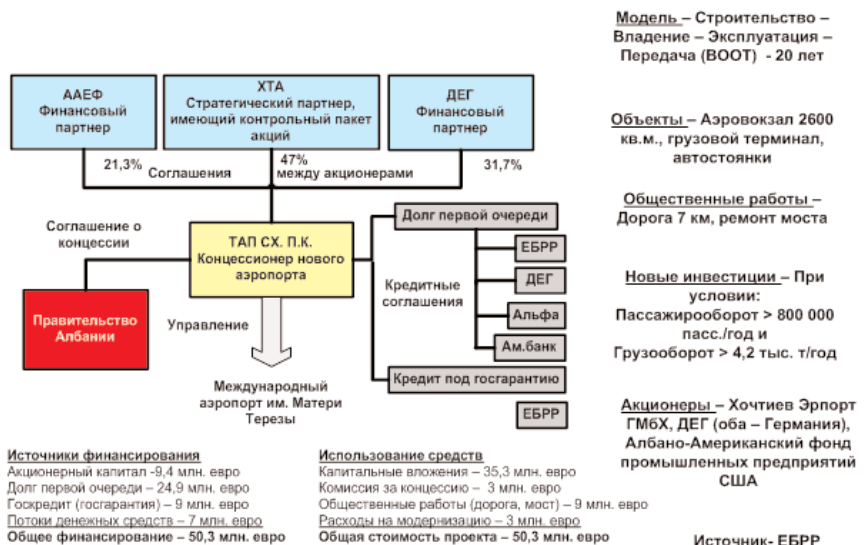 Модель – Строительство –
Владение – Эксплуатация –
Передача (BOOT) - 20 лет
ААЕФ
Финансовый
партнер
ХТА
Стратегический партнер,
имеющий контрольный пакет
акций
ДЕГ
Финансовый
партнер
21,3%
47%
31,7%
Соглашения
между акционерами
Объекты – Аэровокзал 2600
кв.м., грузовой терминал,
автостоянки
Общественные работы –
Дорога 7 км, ремонт моста
Соглашение о
концессии
ТАП СХ. П.К.
Концессионер нового
аэропорта
Долг первой очереди
ЕБРР
ДЕГ
Альфа
Ам.банк
Кредитные
соглашения
Кредит под госгарантию
ЕБРР
Правительство
Албании
Управление
Международный
аэропорт им. Матери
Терезы
Новые инвестиции – При
условии:
Пассажирооборот > 800 000
пасс./год и
Грузооборот > 4,2 тыс. т/год
Акционеры – Хочтиев Эрпорт
ГМбХ, ДЕГ (оба – Германия),
Албано-Американский фонд
промышленных предприятий
США
Источники финансирования
Акционерный капитал -9,4 млн. евро
Долг первой очереди – 24,9 млн. евро
Госкредит (госгарантия) – 9 млн. евро
Потоки денежных средств – 7 млн. евро
Общее финансирование – 50,3 млн. евро
Использование средств
Капитальные вложения – 35,3 млн. евро
Комиссия за концессию – 3 млн. евро
Общественные работы (дорога, мост) – 9 млн. евро
Расходы на модернизацию – 3 млн. евро
Общая стоимость проекта – 50,3 млн. евро
Источник- ЕБРР